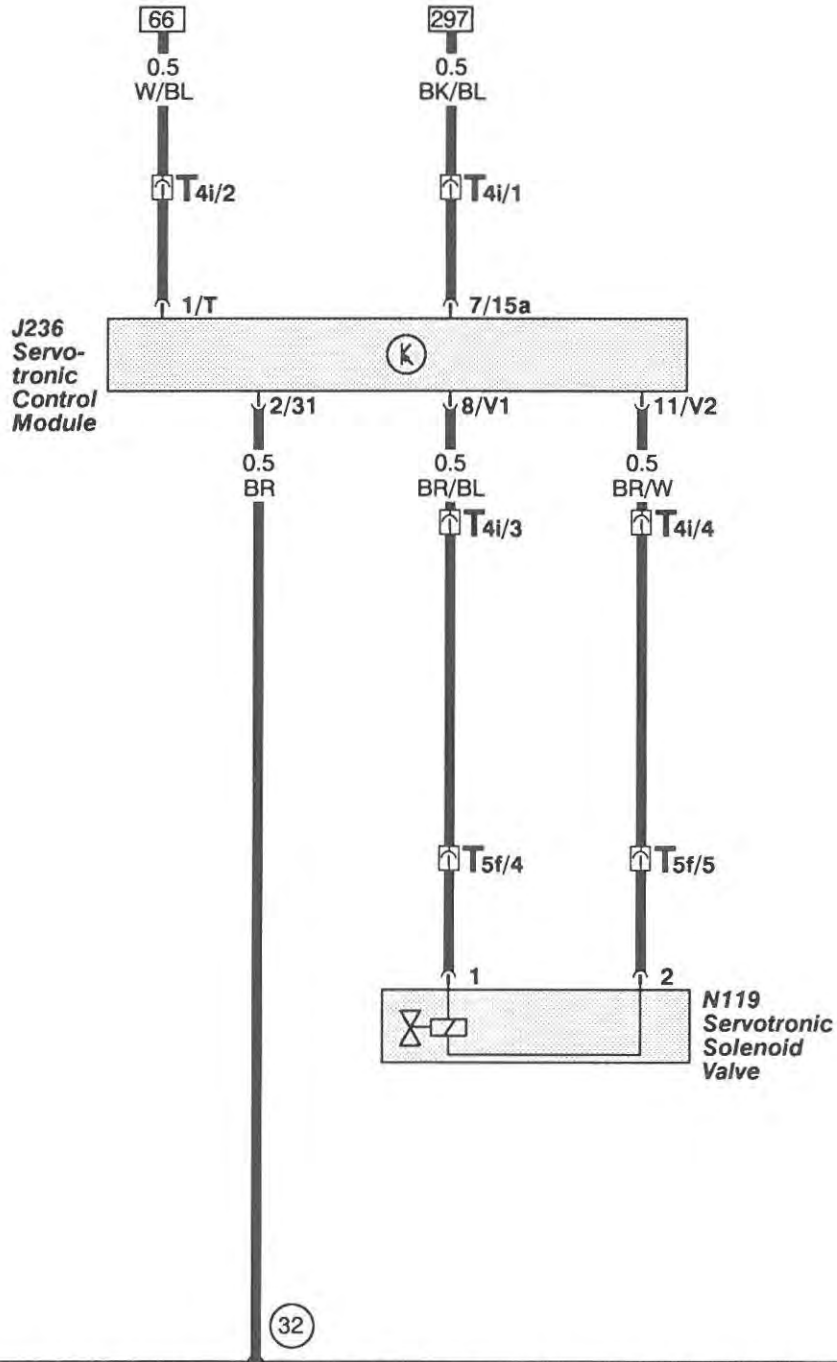 66 297
0.5 0.5
W/BL BK/BL
T4i/2 T4i/1
1/T 7/15a
J236
Servo-
tronic
Control
Module
2/31 8/V1 11/V2
0.5 0.5 0.5
BR BR/BL BR/W
T4i/3 T4i/4
T5f/4 T5f/5
1 2
N119
Servotronic
Solenoid
Valve
32